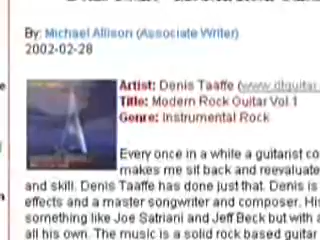 By: Michael Allison (Associate Writer)
2002-02-28
Artist: Denis Taaffe (www.dtguitar
Title: Modern Rock Guitar Vol 1
Genre: Instrumental Rock
Every once in a while a guitarist co
makes me sit back and reevaluate
and skill. Denis Taaffe has done just that. Denis is
effects and a master songwriter and composer. His
something like Joe Satriani and Jeff Beck but with a
all his own. The music is a solid rock based guitar